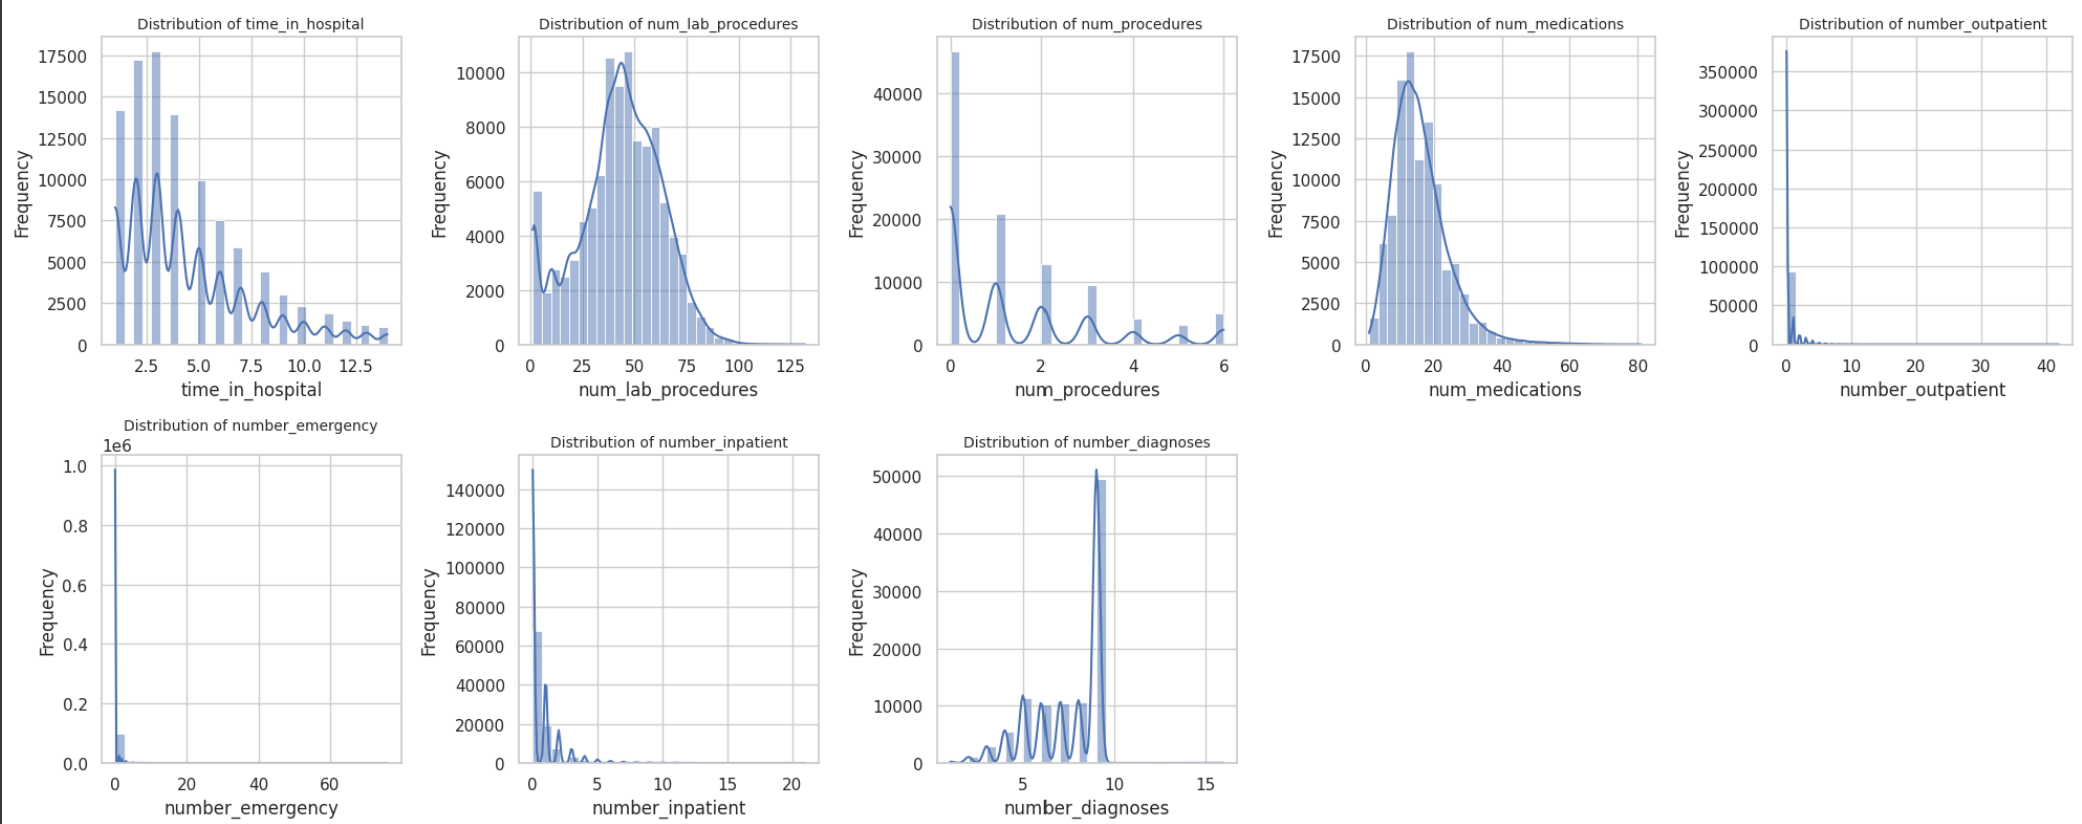 Distribution of time_in_hospital
Frequency
17500
15000
12500
10000
7500
5000
2500
0
2.5 5.0 7.5 10.0 12.5
time_in_hospital
Distribution of num_lab_procedures
Frequency
10000
8000
6000
4000
2000
0
0 25 50 75 100 125
num_lab_procedures
Distribution of num_procedures
Frequency
40000
30000
20000
10000
0
0 2 4 6
num_procedures
Distribution of num_medications
Frequency
17500
15000
12500
10000
7500
5000
2500
0
0 20 40 60 80
num_medications
Distribution of number_outpatient
Frequency
350000
300000
250000
200000
150000
100000
50000
0
0 10 20 30 40
number_outpatient
Distribution of number_emergency
1e6
Frequency
1.0
0.8
0.6
0.4
0.2
0.0
0 20 40 60
number_emergency
Distribution of number_inpatient
Frequency
140000
120000
100000
80000
60000
40000
20000
0
0 5 10 15 20
number_inpatient
Distribution of number_diagnoses
Frequency
50000
40000
30000
20000
10000
0
5 10 15
number_diagnoses